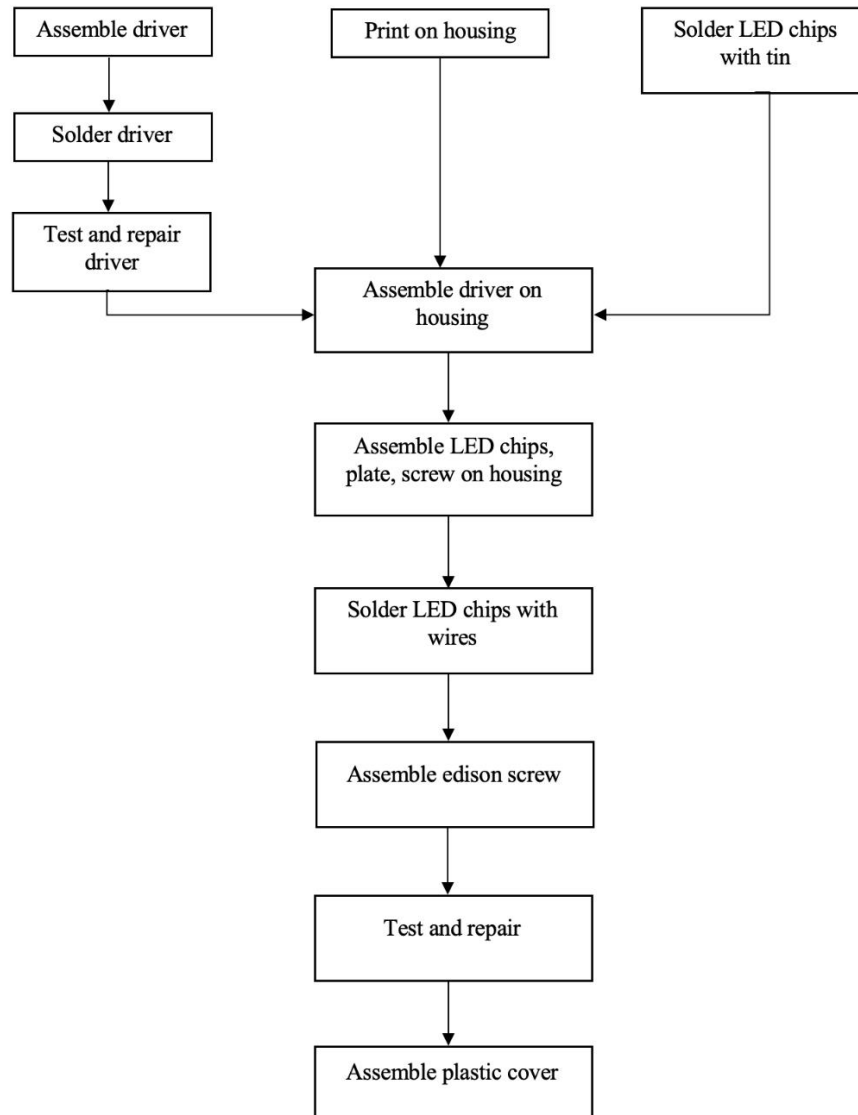 Assemble driver
Print on housing
Solder LED chips
with tin
Solder driver
Test and repair
driver
Assemble driver on
housing
Assemble LED chips,
plate, screw on housing
Solder LED chips with
wires
Assemble edison screw
Test and repair
Assemble plastic cover